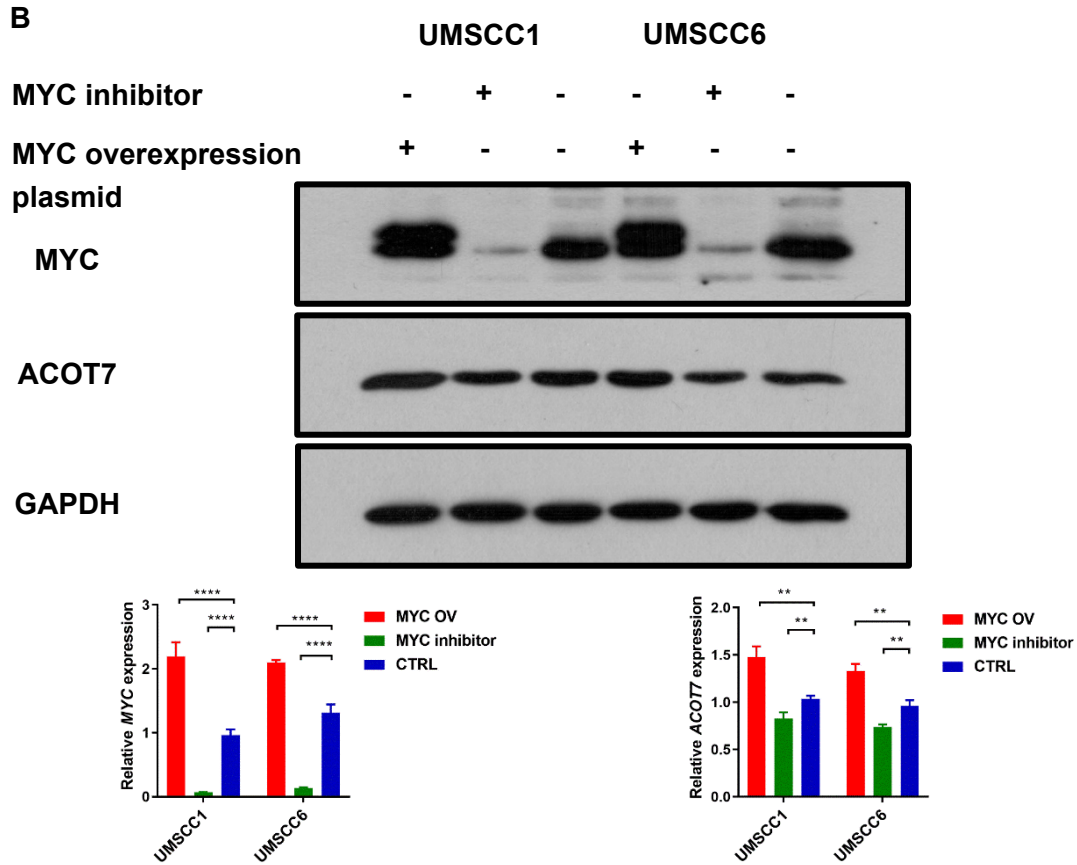 B
UMSCC1 UMSCC6
MYC inhibitor - + - - + -
MYC overexpression + - - + - -
plasmid
MYC
ACOT7
GAPDH
****
****
****
****
Relative MYC expression
3
2
1
0
UMSCC1
UMSCC6
MYC OV
MYC inhibitor
CTRL
**
**
**
**
Relative ACOT7 expression
2.0
1.5
1.0
0.5
0.0
UMSCC1
UMSCC6
MYC OV
MYC inhibitor
CTRL